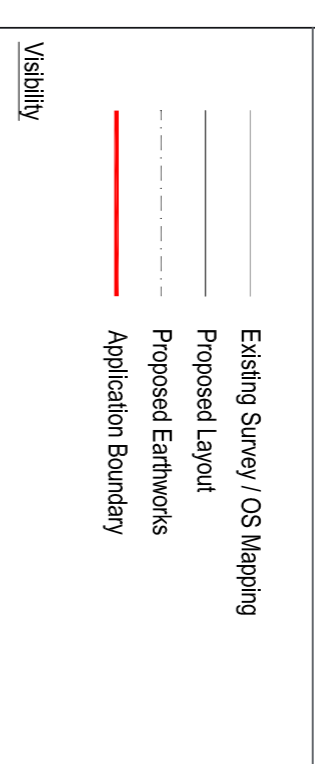 Existing Survey / OS Mapping
Proposed Layout
Proposed Earthworks
Application Boundary
Visibility